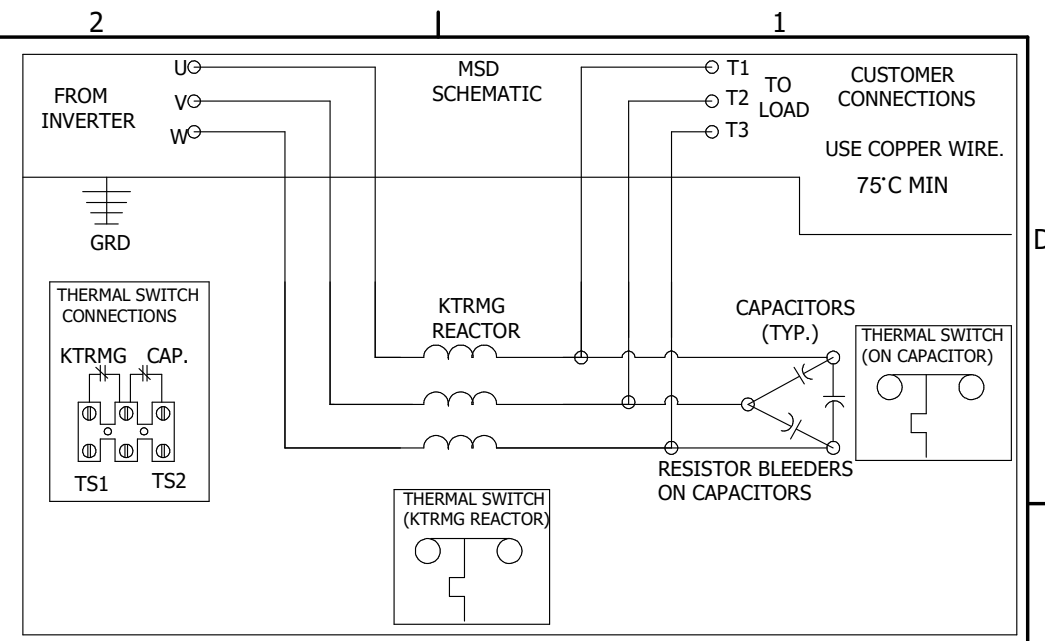 2
1
FROM
INVERTER
U
V
W
MSD
SCHEMATIC
T1
T2
T3
TO
LOAD
CUSTOMER
CONNECTIONS
USE COPPER WIRE.
75°C MIN
D
GRD
THERMAL SWITCH
CONNECTIONS
KTRMG CAP.
TS1 TS2
KTRMG
REACTOR
CAPACITORS
(TYP.)
THERMAL SWITCH
(ON CAPACITOR)
RESISTOR BLEEDERS
ON CAPACITORS
THERMAL SWITCH
(KTRMG REACTOR)